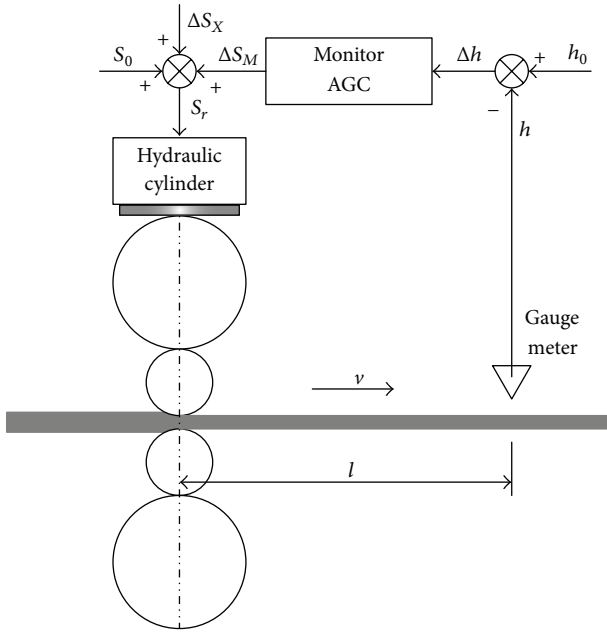 ΔS_X
S_0
+
+
ΔS_M
+
S_r
Monitor
AGC
Δh
+
h_0
−
h
Hydraulic
cylinder
Gauge
meter
v
l